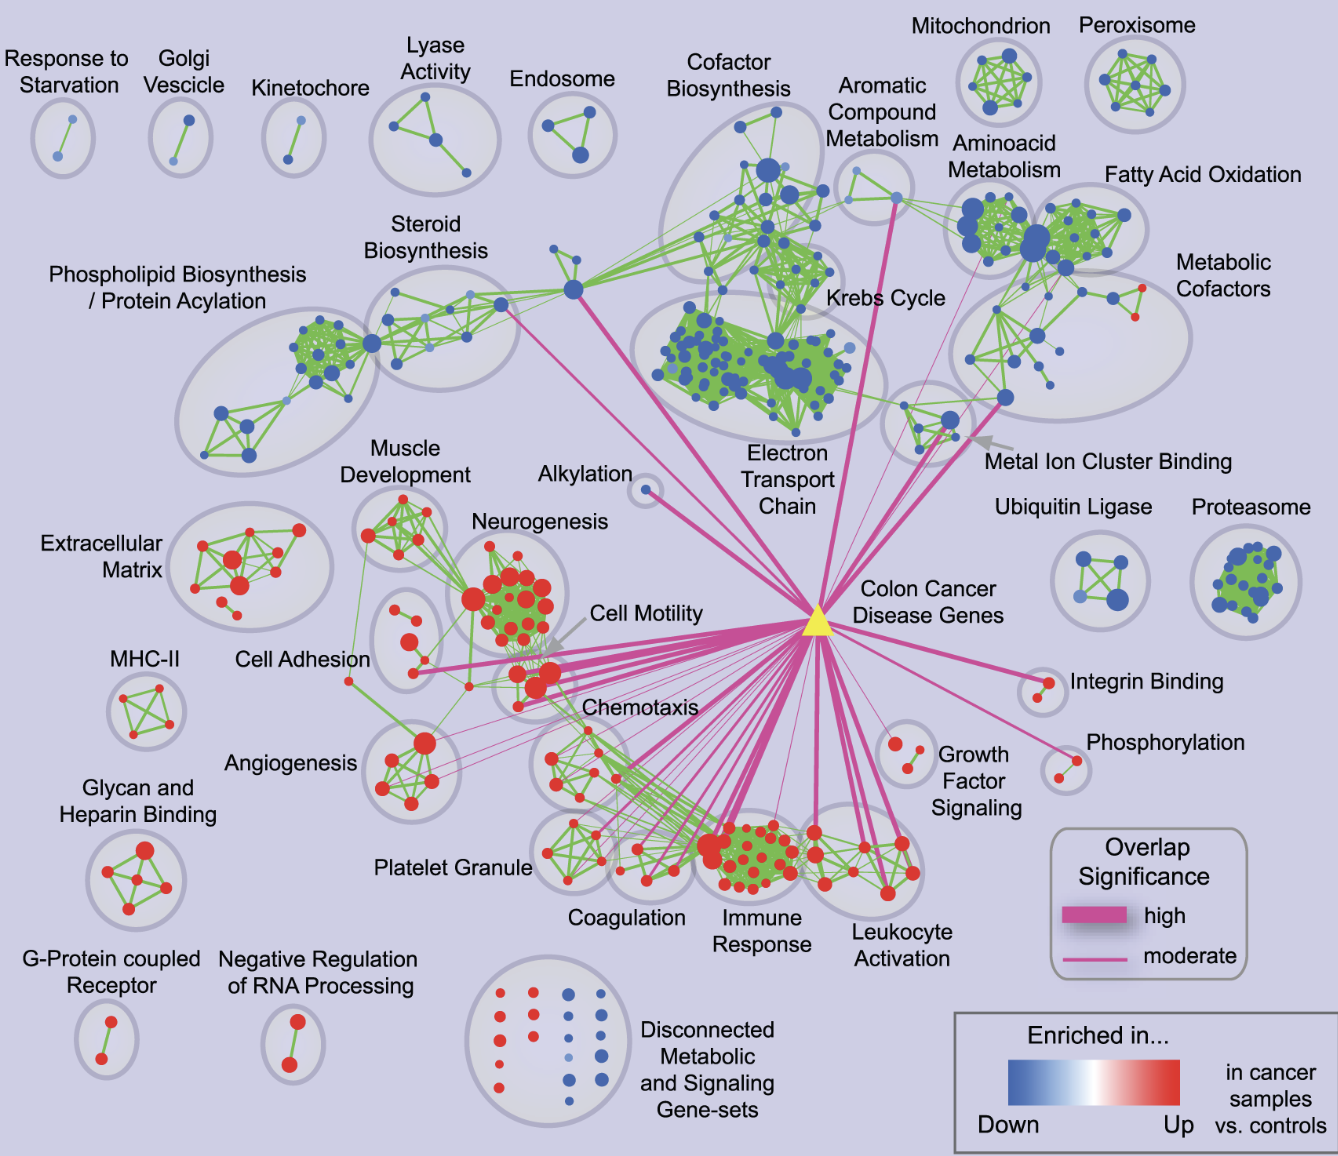 Response to
Starvation
Golgi
Vescicle
Kinetochore
Lyase
Activity
Endosome
Cofactor
Biosynthesis
Aromatic
Compound
Metabolism
Mitochondrion
Peroxisome
Aminoacid
Metabolism
Fatty Acid Oxidation
Steroid
Biosynthesis
Phospholipid Biosynthesis
/ Protein Acylation
Krebs Cycle
Metabolic
Cofactors
Muscle
Development
Alkylation
Electron
Transport
Chain
Metal Ion Cluster Binding
Ubiquitin Ligase
Proteasome
Extracellular
Matrix
Neurogenesis
Cell Motility
Colon Cancer
Disease Genes
MHC-II
Cell Adhesion
Integrin Binding
Chemotaxis
Phosphorylation
Angiogenesis
Growth
Factor
Signaling
Glycan and
Heparin Binding
Platelet Granule
Coagulation
Immune
Response
Leukocyte
Activation
Overlap
Significance
high
moderate
G-Protein coupled
Receptor
Negative Regulation
of RNA Processing
Disconnected
Metabolic
and Signaling
Gene-sets
Enriched in...
Down
Up
in cancer
samples
vs. controls